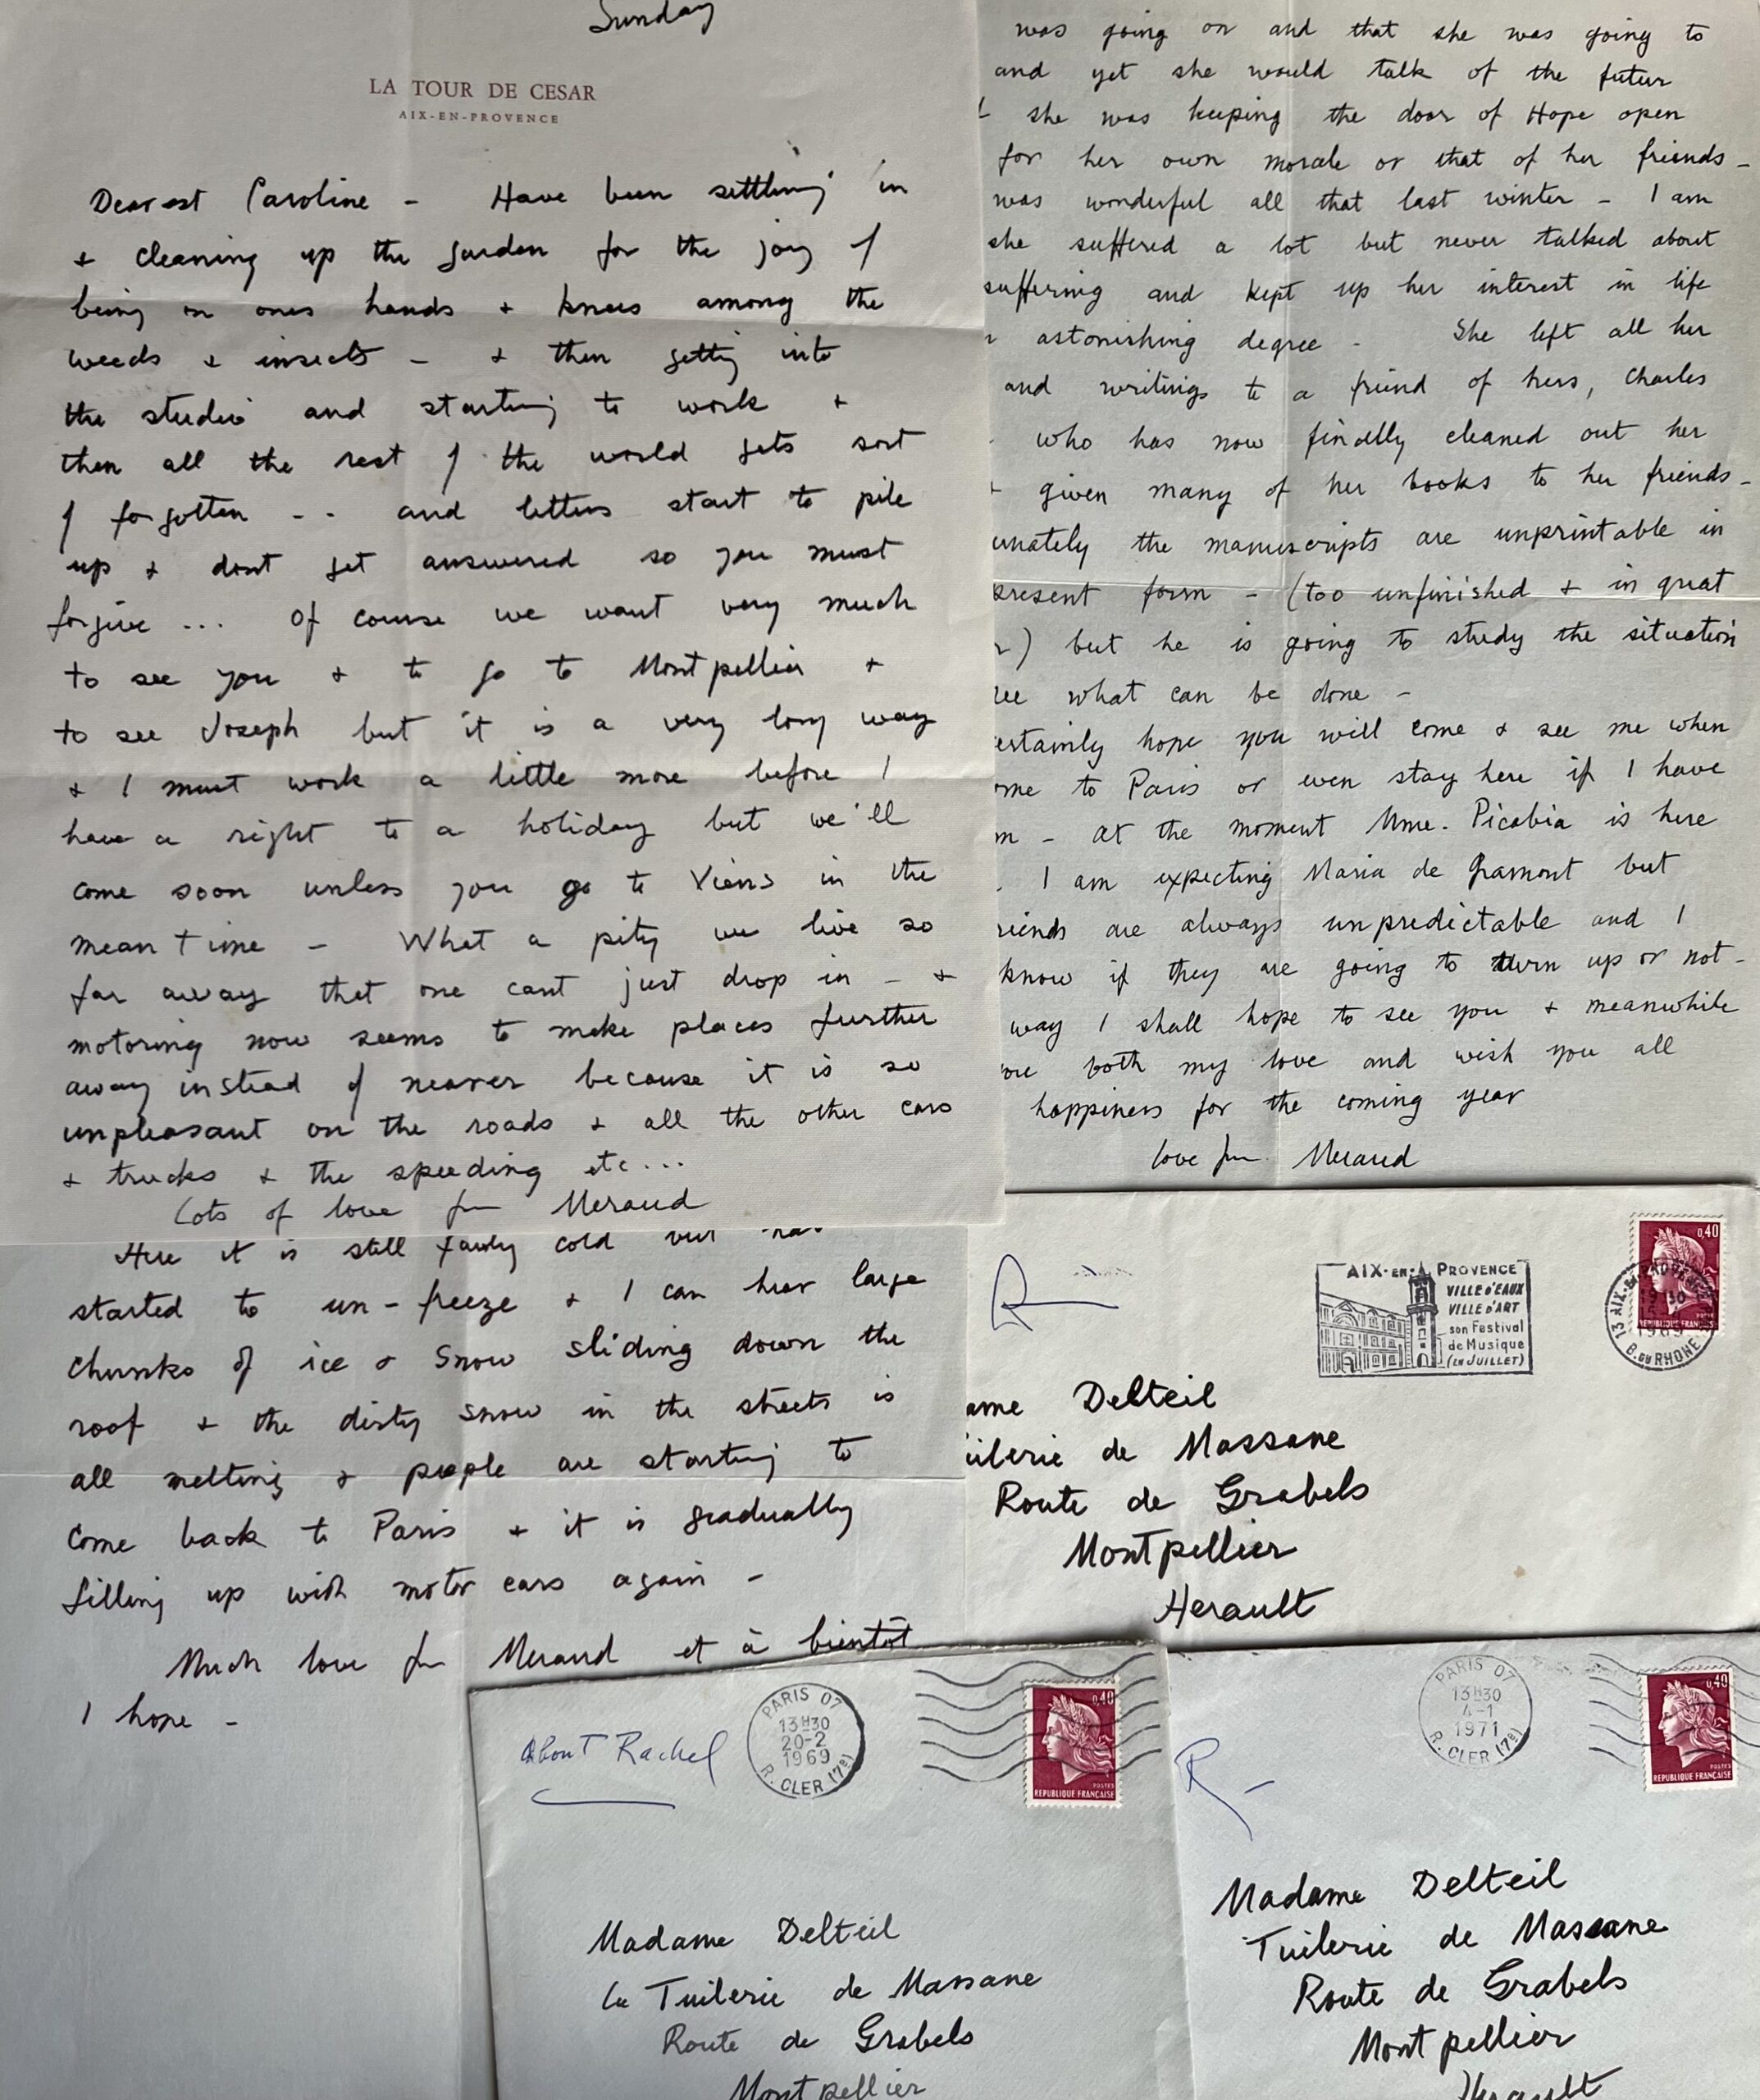 Sunday
LA TOUR DE CESAR
AIX-EN-PROVENCE
Dearest Caroline - Have been settling in
+ cleaning up the garden for the joy of
being on ones hands + knees among the
weeds + insects - + then getting into
the studio and starting to work +
then all the rest of the world gets sort
of forgotten - - and letters start to pile
up + dont get answered so you must
forgive ... Of course we want very much
to see you + to go to Montpellier +
to see Joseph but it is a very long way
+ I must work a little more before I
have a right to a holiday but we'll
come soon unless you go to Viens in the
meantime - What a pity we live so
far away that one cant just drop in - +
motoring now seems to make places further
away instead of nearer because it is so
unpleasant on the roads + all the other cars
+ trucks + the speeding etc...
Lots of love from Meraud
Here it is still fairly cold but has
started to un-freeze + I can hear large
chunks of ice + snow sliding down the
roof + the dirty snow in the streets is
all melting + people are starting to
come back to Paris + it is gradually
filling up with motor cars again -
Much love from Meraud et à bientôt
I hope -
was going on and that she was going to
and yet she would talk of the futur
she was keeping the door of Hope open
for her own morale or that of her friends -
was wonderful all that last winter - I am
she suffered a lot but never talked about
suffering and kept up her interest in life
astonishing degree - She left all her
and writings to a friend of hers, Charles
who has now finally cleaned out her
+ given many of her books to her friends -
unately the manuscripts are unprintable in
present form - (too unfinished + in great
r) but he is going to study the situation
see what can be done -
ertainly hope you will come + see me when
ome to Paris or even stay here if I have
m - at the moment Mme. Picabia is here
. I am expecting Maria de Gramont but
riends are always unpredictable and I
know if they are going to turn up or not -
way I shall hope to see you + meanwhile
ou both my love and wish you all
happiness for the coming year
love from Meraud
R
AIX-EN-PROVENCE
VILLE d'EAUX
VILLE d'ART
son Festival
de Musique
(EN JUILLET)
13 AIX-EN-PROVENCE
30
1969
B. DU RHONE
0,40
REPUBLIQUE FRANÇAISE
ame Delteil
uilerie de Massane
Route de Grabels
Montpellier
Herault
About Rachel
PARIS 07
13H30
20-2
1969
R. CLER (7e)
0,40
POSTES
REPUBLIQUE FRANÇAISE
Madame Delteil
La Tuilerie de Massane
Route de Grabels
Montpellier
R-
PARIS 07
13H30
4-1
1971
R. CLER (7e)
0,40
POSTES
REPUBLIQUE FRANÇAISE
Madame Delteil
Tuilerie de Massane
Route de Grabels
Montpellier
Herault